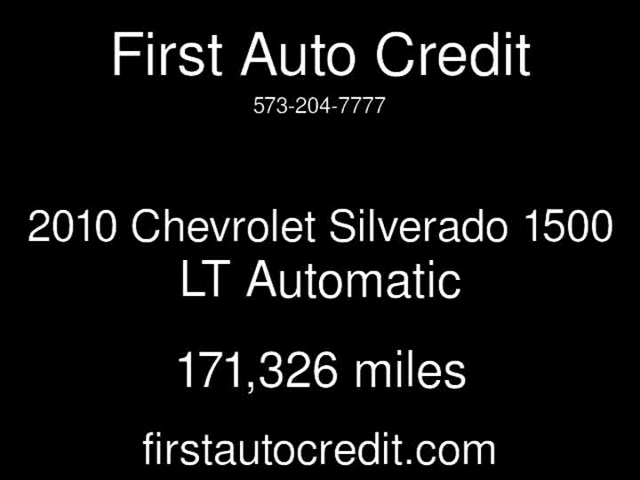 First Auto Credit
573-204-7777
2010 Chevrolet Silverado 1500
LT Automatic
171,326 miles
firstautocredit.com